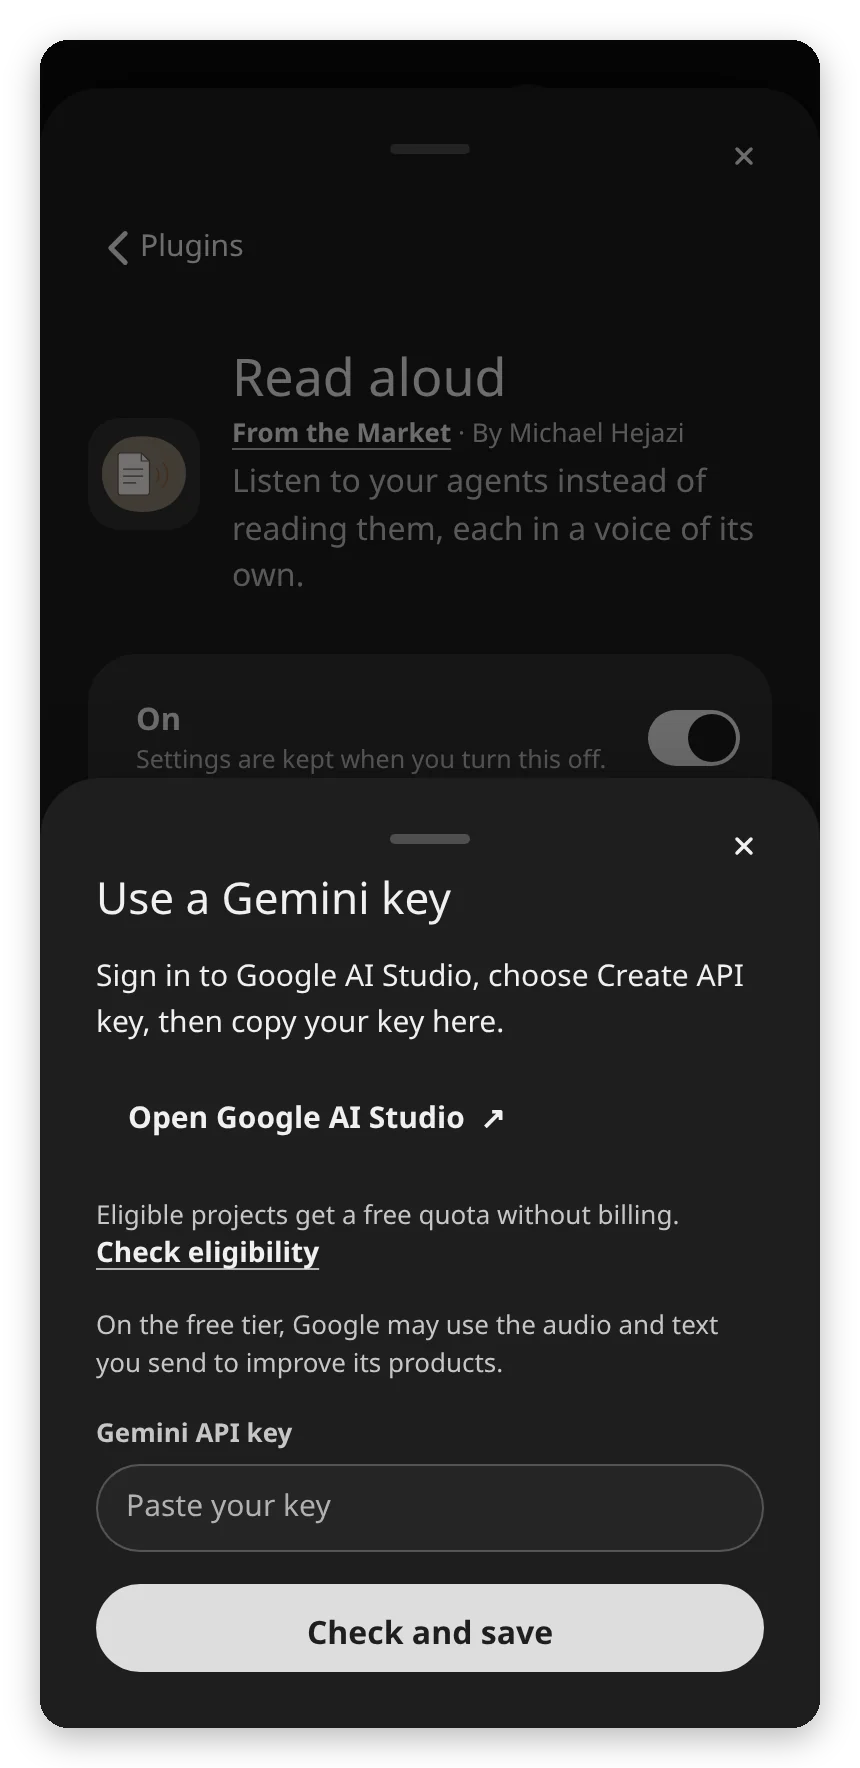 Plugins
Read aloud
From the Market · By Michael Hejazi
Listen to your agents instead of
reading them, each in a voice of its
own.
On
Settings are kept when you turn this off.
Use a Gemini key
Sign in to Google AI Studio, choose Create API
key, then copy your key here.
Open Google AI Studio ↗
Eligible projects get a free quota without billing.
Check eligibility
On the free tier, Google may use the audio and text
you send to improve its products.
Gemini API key
Paste your key
Check and save